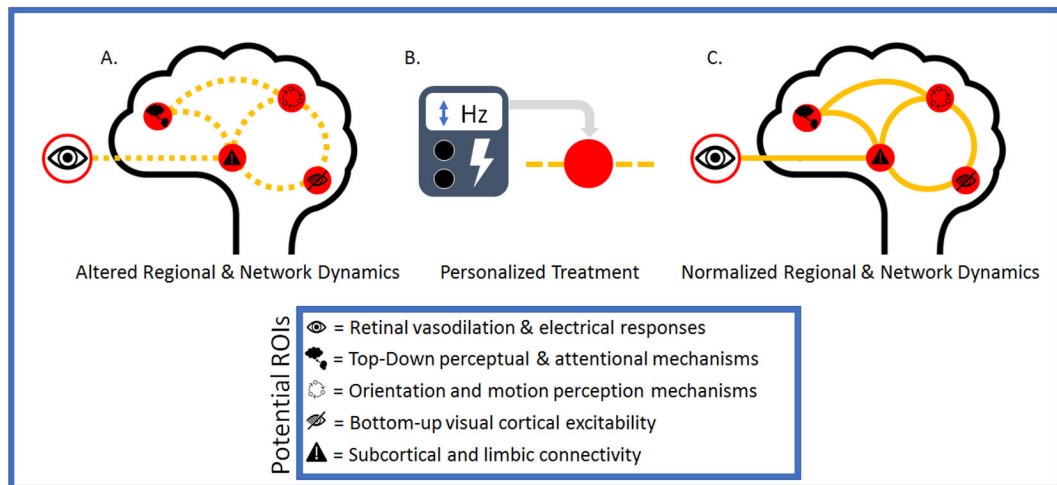 A.
B.
C.
Hz
Altered Regional & Network Dynamics
Personalized Treatment
Normalized Regional & Network Dynamics
Potential ROIs
= Retinal vasodilation & electrical responses
= Top-Down perceptual & attentional mechanisms
= Orientation and motion perception mechanisms
= Bottom-up visual cortical excitability
= Subcortical and limbic connectivity